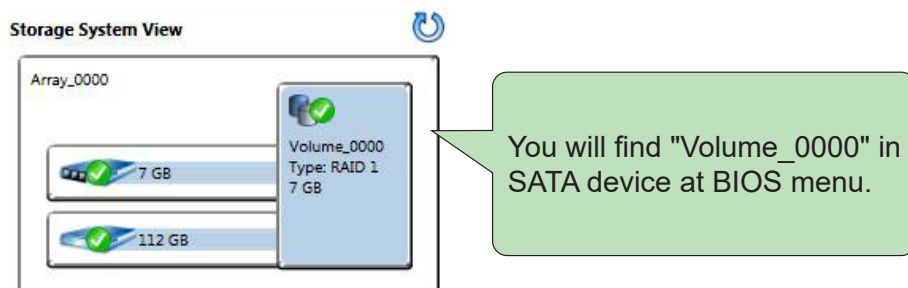 Storage System View
Array_0000
Volume_0000
Type: RAID 1
7 GB
7 GB
112 GB
You will find "Volume_0000" in
SATA device at BIOS menu.